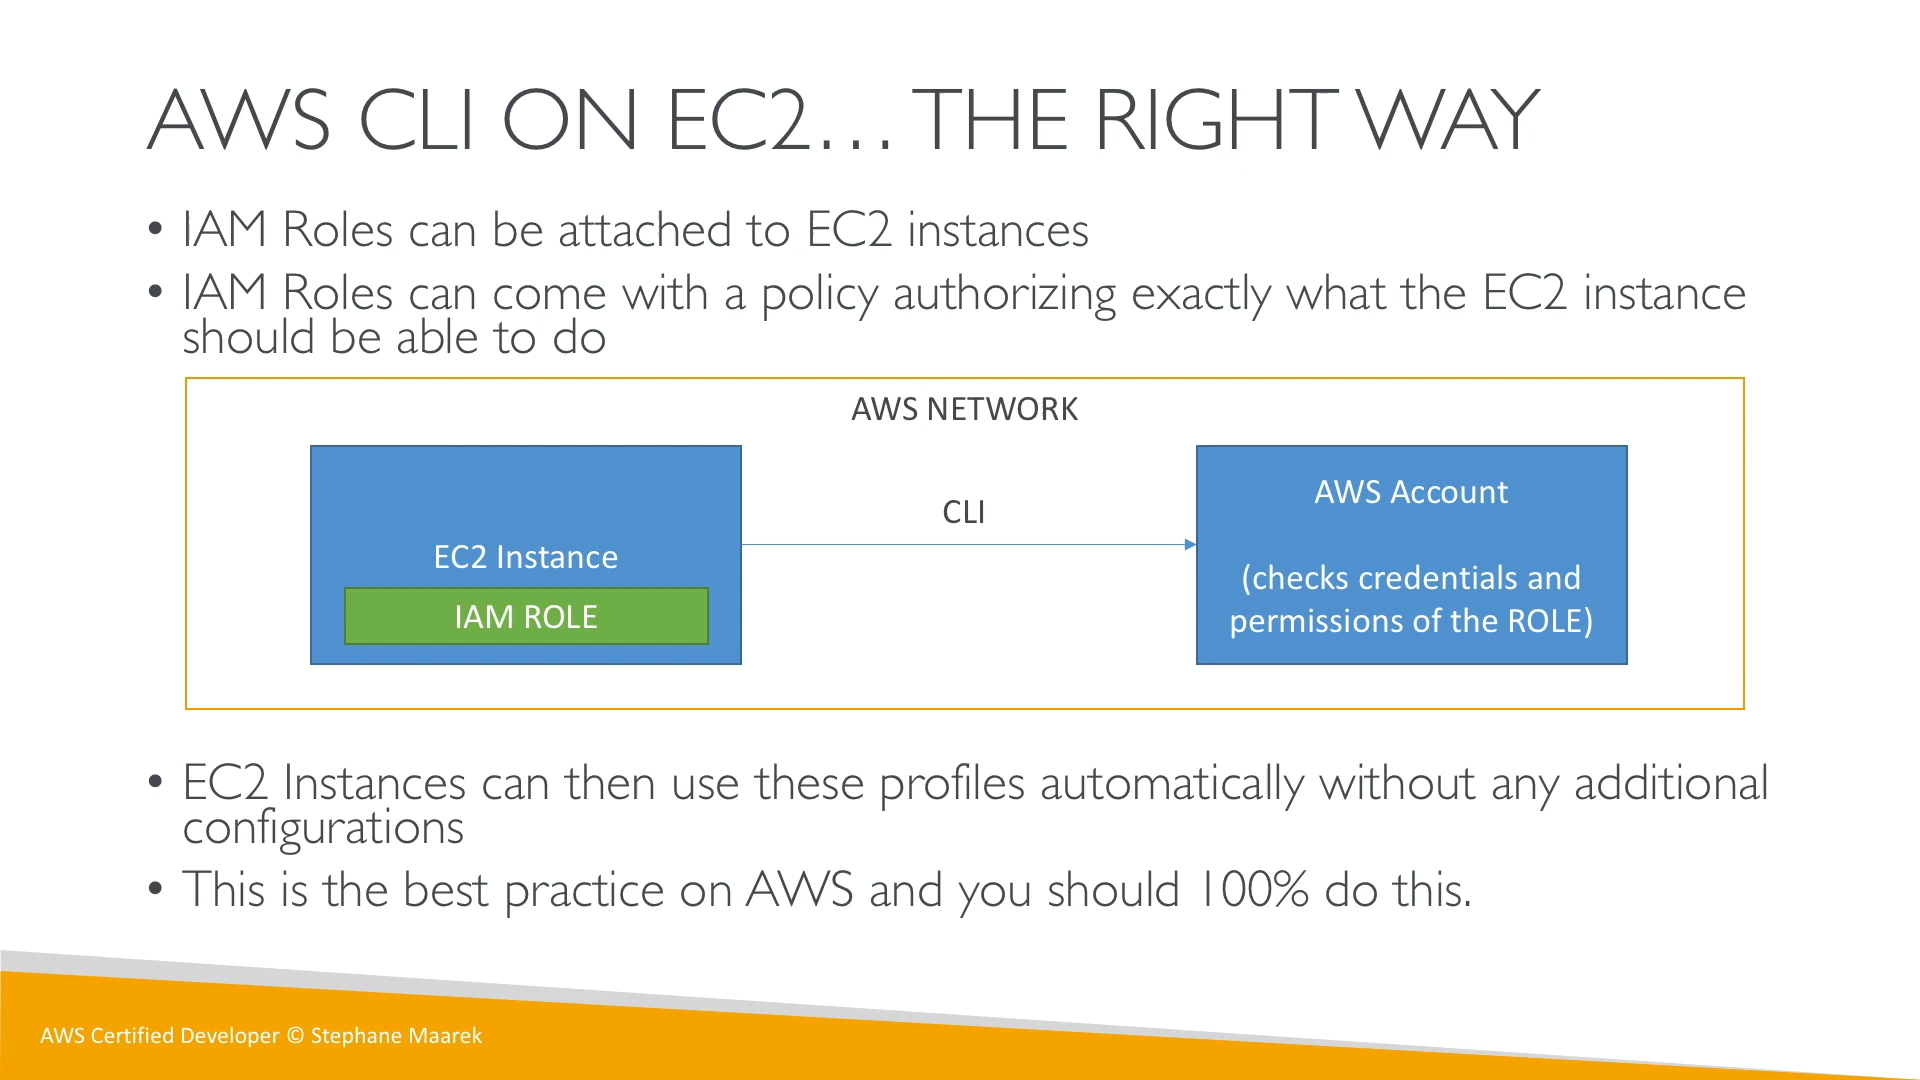 AWS CLI ON EC2… THE RIGHT WAY
• IAM Roles can be attached to EC2 instances
• IAM Roles can come with a policy authorizing exactly what the EC2 instance
should be able to do
AWS NETWORK
EC2 Instance
IAM ROLE
CLI
AWS Account
(checks credentials and
permissions of the ROLE)
• EC2 Instances can then use these profiles automatically without any additional
configurations
• This is the best practice on AWS and you should 100% do this.
AWS Certified Developer © Stephane Maarek